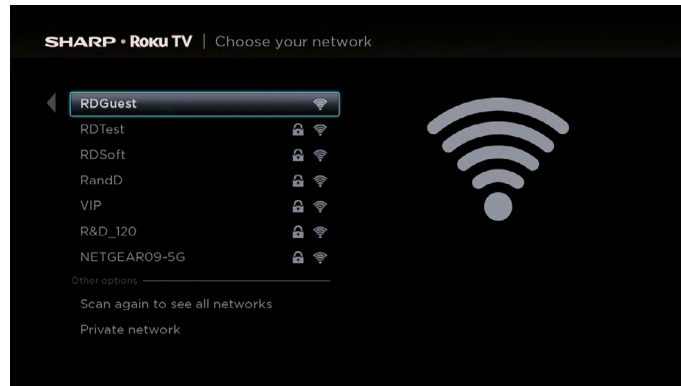 SHARP • ROKU TV | Choose your network
RDGuest
RDTest
RDSoft
RandD
VIP
R&D_120
NETGEAR09-5G
Other options
Scan again to see all networks
Private network